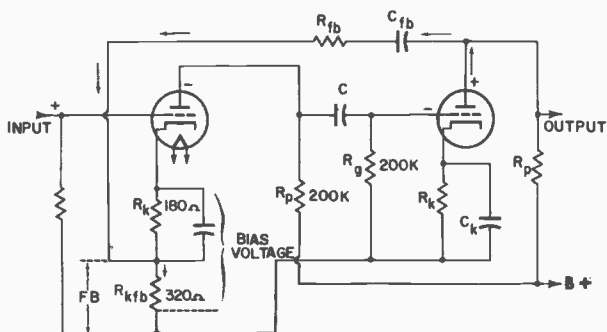 Rfb
Cfb
+
-
C
+
-
INPUT
OUTPUT
Rg
200K
Rp
200K
Rk
Rp
Rk
180Ω
Ck
BIAS
VOLTAGE
FB
Rkfb
320Ω
B+